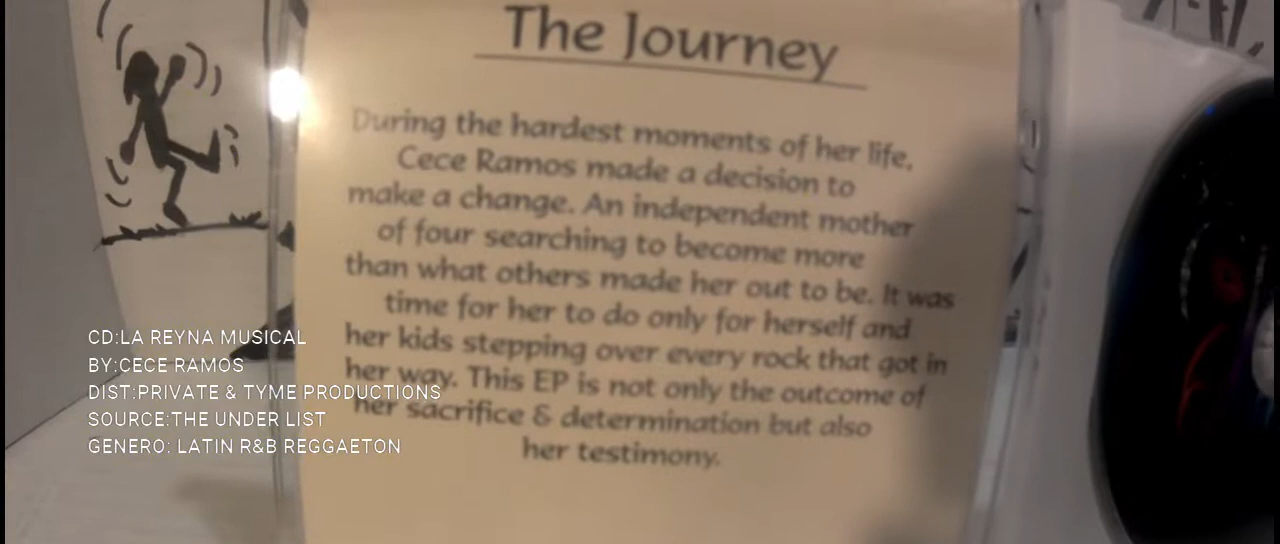 The Journey
During the hardest moments of her life,
Cece Ramos made a decision to
make a change. An independent mother
of four searching to become more
than what others made her out to be. It was
time for her to do only for herself and
her kids stepping over every rock that got in
her way. This EP is not only the outcome of
her sacrifice & determination but also
her testimony.
CD:LA REYNA MUSICAL
BY:CECE RAMOS
DIST:PRIVATE & TYME PRODUCTIONS
SOURCE:THE UNDER LIST
GENERO: LATIN R&B REGGAETON